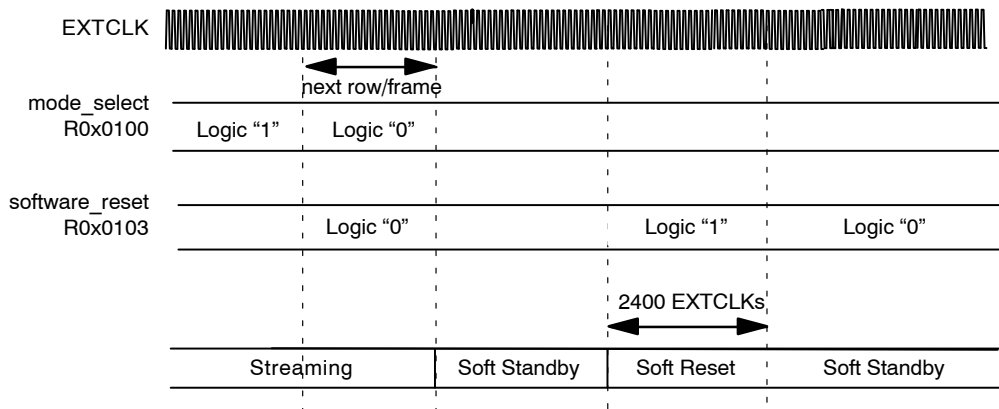 EXTCLK
next row/frame
mode_select
R0x0100
Logic “1”
Logic “0”
software_reset
R0x0103
Logic “0”
Logic “1”
Logic “0”
2400 EXTCLKs
Streaming
Soft Standby
Soft Reset
Soft Standby